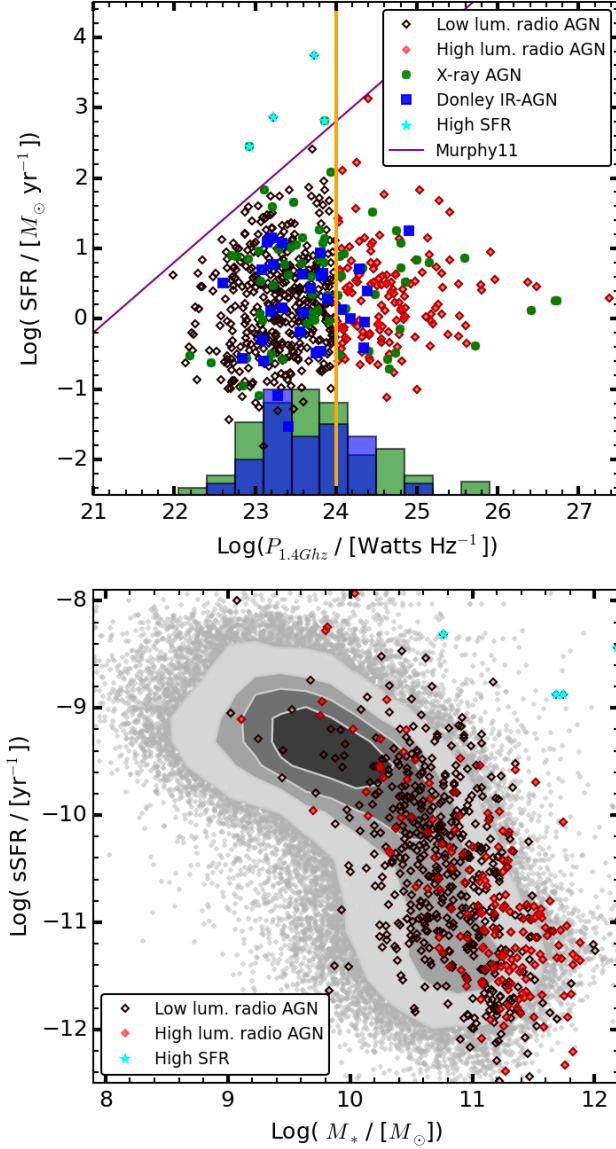 Low lum. radio AGN
High lum. radio AGN
X-ray AGN
Donley IR-AGN
High SFR
Murphy11
4
3
2
1
0
−1
−2
Log( SFR / [M⊙ yr⁻¹)
21 22 23 24 25 26 27
Log(P1.4Ghz / [Watts Hz⁻¹])
−8
−9
−10
−11
−12
Log( sSFR / [yr⁻¹)
Low lum. radio AGN
High lum. radio AGN
High SFR
8 9 10 11 12
Log( M* / [M⊙])